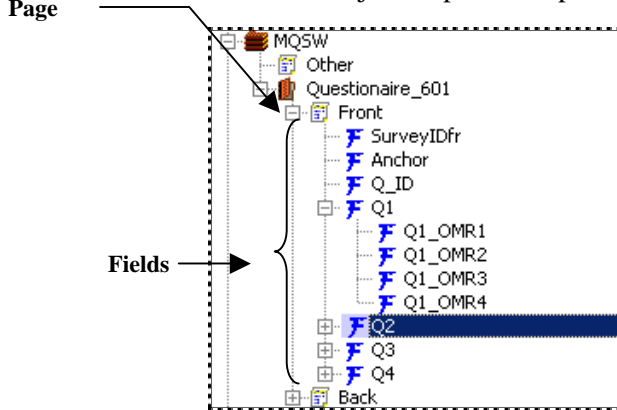 Page
MQSW
Other
Questionaire_601
Front
SurveyIDfr
Anchor
Q_ID
Q1
Q1_OMR1
Q1_OMR2
Fields
Q1_OMR3
Q1_OMR4
Q2
Q3
Q4
Back